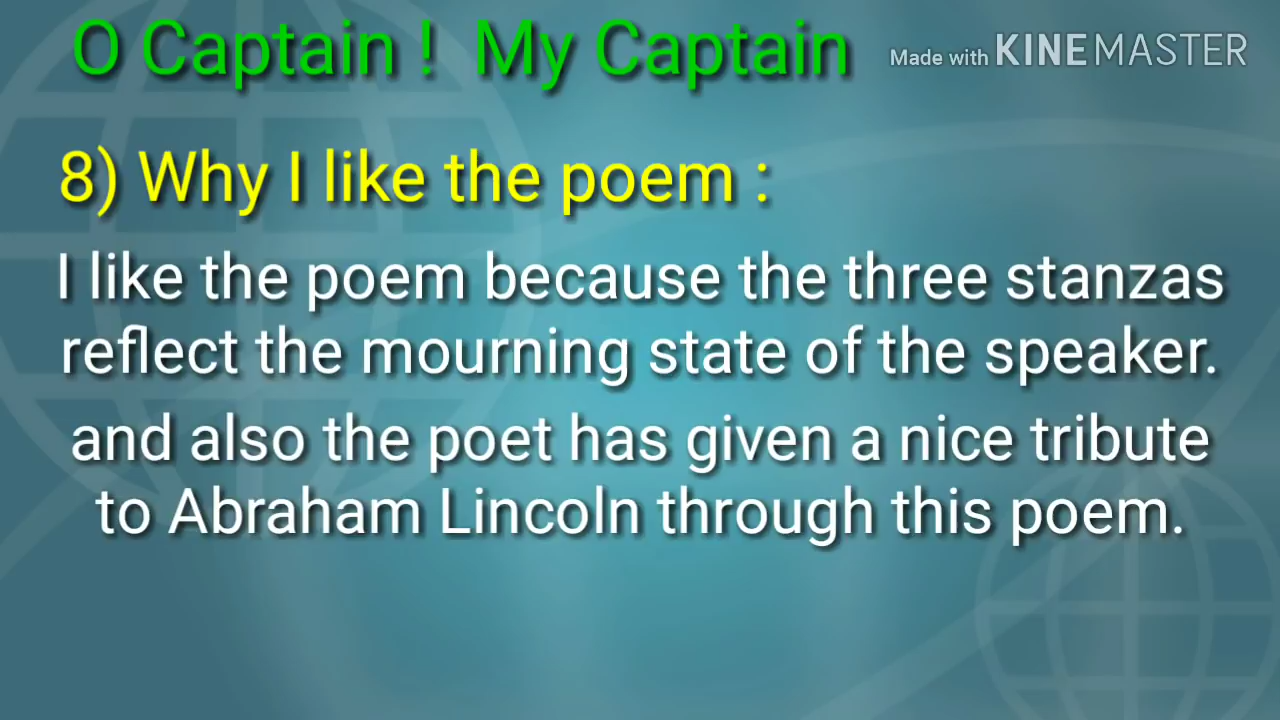 O Captain ! My Captain
Made with KINEMASTER
8) Why I like the poem :
I like the poem because the three stanzas
reflect the mourning state of the speaker.
and also the poet has given a nice tribute
to Abraham Lincoln through this poem.